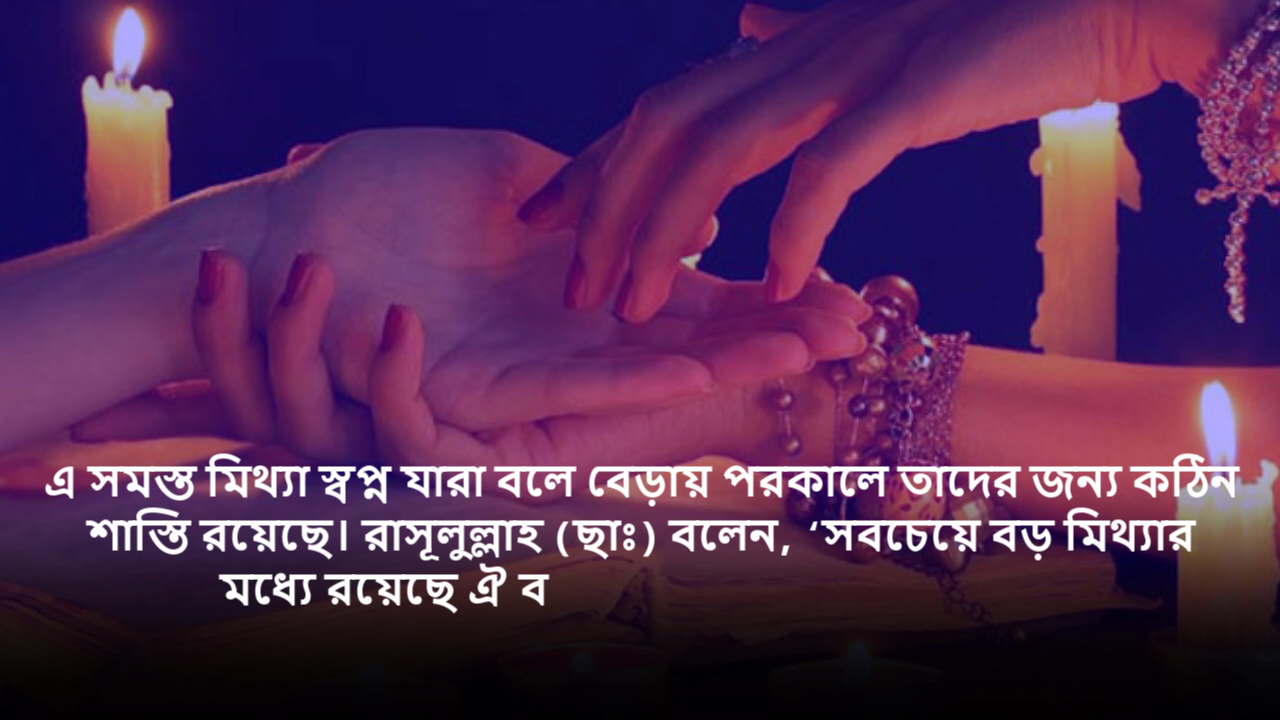 এ সমস্ত মিথ্যা স্বপ্ন যারা বলে বেড়ায় পরকালে তাদের জন্য কঠিন
শাস্তি রয়েছে। রাসূলুল্লাহ (ছাঃ) বলেন, ‘সবচেয়ে বড় মিথ্যার
মধ্যে রয়েছে ঐ ব